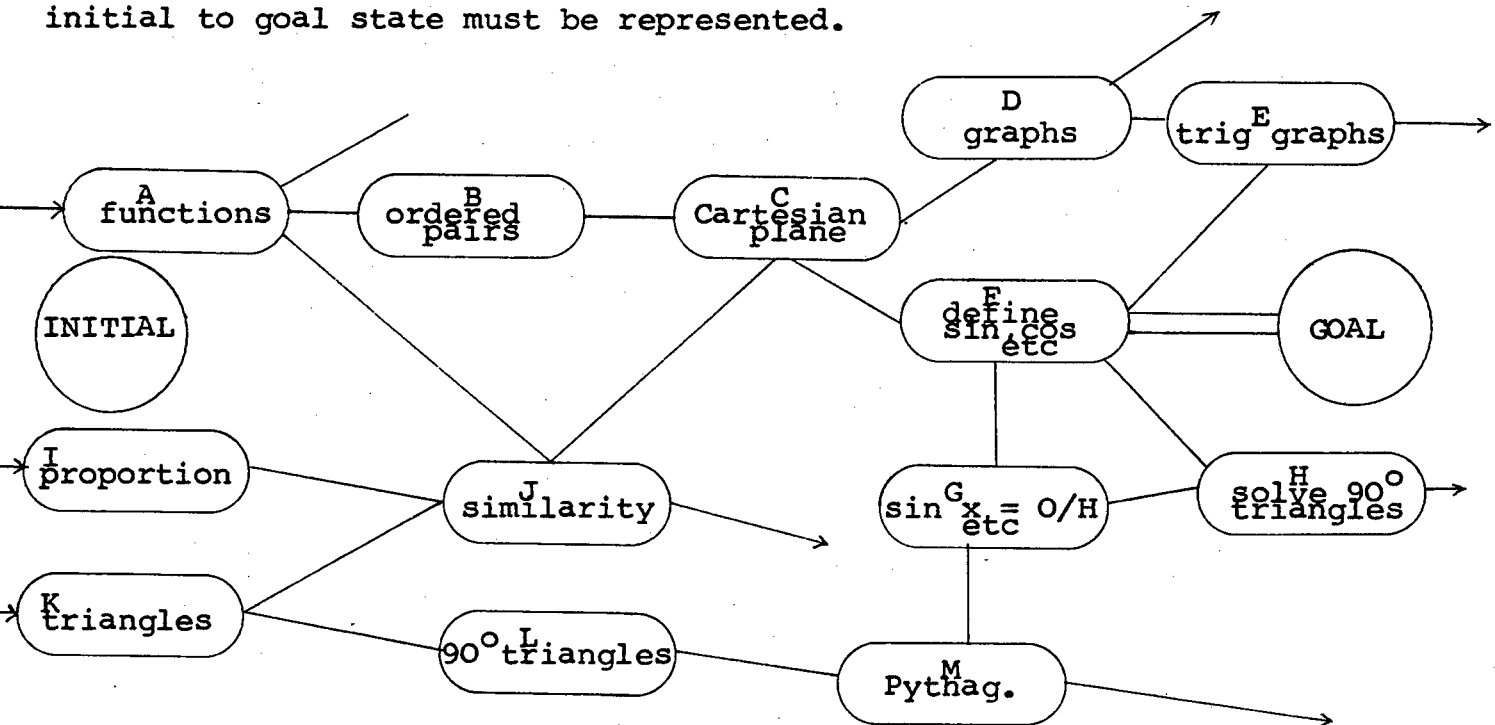 initial to goal state must be represented.
D
graphs
E
trig graphs
A
functions
B
ordered
pairs
C
Cartesian
plane
INITIAL
F
define
sin, cos
etc
GOAL
I
proportion
J
similarity
G
sin x = O/H
etc
H
solve 90°
triangles
K
triangles
L
90° triangles
M
Pythag.